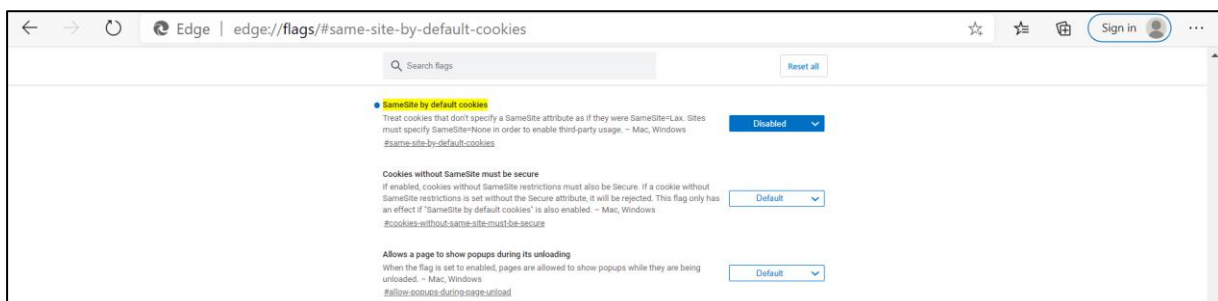 Edge | edge://flags/#same-site-by-default-cookies
Sign in
Search flags
Reset all
SameSite by default cookies
Treat cookies that don't specify a SameSite attribute as if they were SameSite=Lax. Sites
must specify SameSite=None in order to enable third-party usage. – Mac, Windows
#same-site-by-default-cookies
Disabled
Cookies without SameSite must be secure
If enabled, cookies without SameSite restrictions must also be Secure. If a cookie without
SameSite restrictions is set without the Secure attribute, it will be rejected. This flag only has
an effect if "SameSite by default cookies" is also enabled. – Mac, Windows
#cookies-without-same-site-must-be-secure
Default
Allows a page to show popups during its unloading
When the flag is set to enabled, pages are allowed to show popups while they are being
unloaded. – Mac, Windows
#allow-popups-during-page-unload
Default